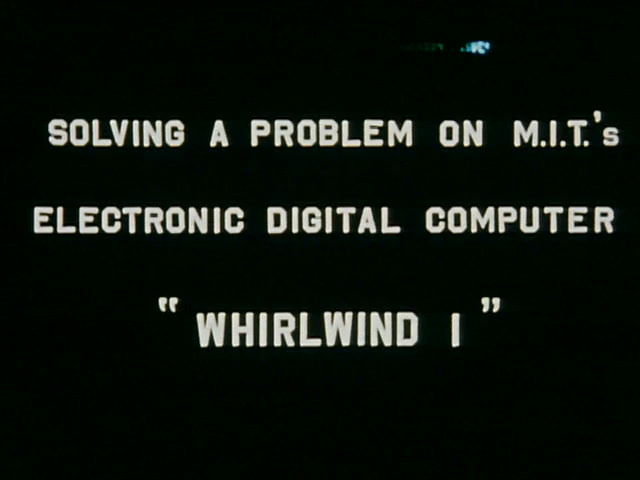 SOLVING A PROBLEM ON M.I.T.'s
ELECTRONIC DIGITAL COMPUTER
“ WHIRLWIND I ”